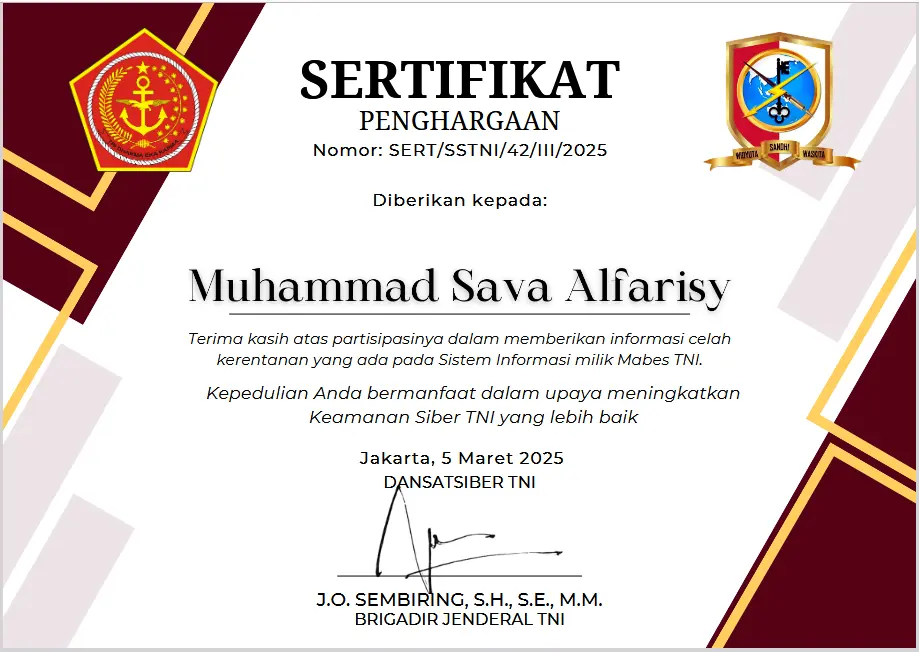 SERTIFIKAT
PENGHARGAAN
Nomor: SERT/SSTNI/42/III/2025
WIDYUTA SANDHI WASKITA
Diberikan kepada:
Muhammad Sava Alfarisy
Terima kasih atas partisipasinya dalam memberikan informasi celah
kerentanan yang ada pada Sistem Informasi milik Mabes TNI.
Kepedulian Anda bermanfaat dalam upaya meningkatkan
Keamanan Siber TNI yang lebih baik
Jakarta, 5 Maret 2025
DANSATSIBER TNI
J.O. SEMBIRING, S.H., S.E., M.M.
BRIGADIR JENDERAL TNI